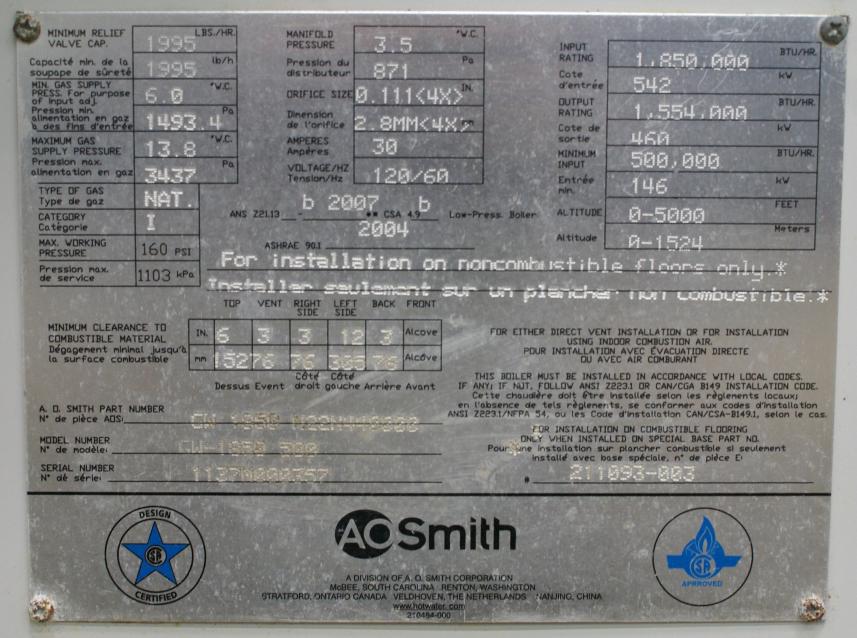 MINIMUM RELIEF VALVE CAP. 1995 LBS/HR.
Capacité min. de la soupape de sûreté 1995 lb/h
MIN. GAS SUPPLY PRESS. For purpose of input adj. 6.0 "W.C.
Pression min. alimentation en gaz à des fins d'entrée 1493.4 Pa
MAXIMUM GAS SUPPLY PRESSURE 13.8 "W.C.
Pression max. alimentation en gaz 3437 Pa
TYPE OF GAS
Type de gaz NAT.
CATEGORY
Catégorie I
MAX. WORKING PRESSURE 160 PSI
Pression max. de service 1103 kPa
MANIFOLD PRESSURE 3.5 "W.C.
Pression du distributeur 871 Pa
ORIFICE SIZE 0.111<4X> IN.
Dimension de l'orifice 2.8MM<4X>
AMPERES
Ampères 30
VOLTAGE/HZ
Tension/Hz 120/60
INPUT RATING 1,850,000 BTU/HR.
Cote d'entrée 542 kW
OUTPUT RATING 1,554,000 BTU/HR.
Cote de sortie 460 kW
MINIMUM INPUT 500,000 BTU/HR.
Entrée min. 146 kW
ALTITUDE 0-5000 FEET
Altitude 0-1524 Meters
b 2007 b
ANS Z21.13 - ** CSA 4.9 Low-Press. Boiler
2004
ASHRAE 90.1
For installation on noncombustible floors only.*
Installer seulement sur un plancher non combustible.*
TOP VENT RIGHT SIDE LEFT SIDE BACK FRONT
MINIMUM CLEARANCE TO COMBUSTIBLE MATERIAL IN. 6 3 3 12 3 Alcove
Dégagement minimal jusqu'à la surface combustible mm 152 76 76 305 76 Alcôve
Dessus Event Côté droit Côté gauche Arrière Avant
FOR EITHER DIRECT VENT INSTALLATION OR FOR INSTALLATION
USING INDOOR COMBUSTION AIR.
POUR INSTALLATION AVEC ÉVACUATION DIRECTE
OU AVEC AIR COMBURANT
THIS BOILER MUST BE INSTALLED IN ACCORDANCE WITH LOCAL CODES.
IF ANY; IF NOT, FOLLOW ANSI Z223.1 OR CAN/CGA B149 INSTALLATION CODE.
Cette chaudière doit être installée selon les règlements locaux;
en l'absence de tels règlements, se conformer aux codes d'installation
ANSI Z223.1/NFPA 54, ou les Code d'installation CAN/CSA-B149.1, selon le cas.
FOR INSTALLATION ON COMBUSTIBLE FLOORING
ONLY WHEN INSTALLED ON SPECIAL BASE PART NO.
Pour une installation sur plancher combustible si seulement
installé avec base spéciale, n° de pièce
* 211093-003
A. O. SMITH PART NUMBER
N° de pièce AOS:
MODEL NUMBER
N° de modèle: CW-1850 300
SERIAL NUMBER
N° de série: 1137M000757
DESIGN CERTIFIED
AO Smith
APPROVED
A DIVISION OF A. O. SMITH CORPORATION
McBEE, SOUTH CAROLINA RENTON, WASHINGTON
STRATFORD, ONTARIO CANADA VELDHOVEN, THE NETHERLANDS NANJING, CHINA
www.hotwater.com
210484-000